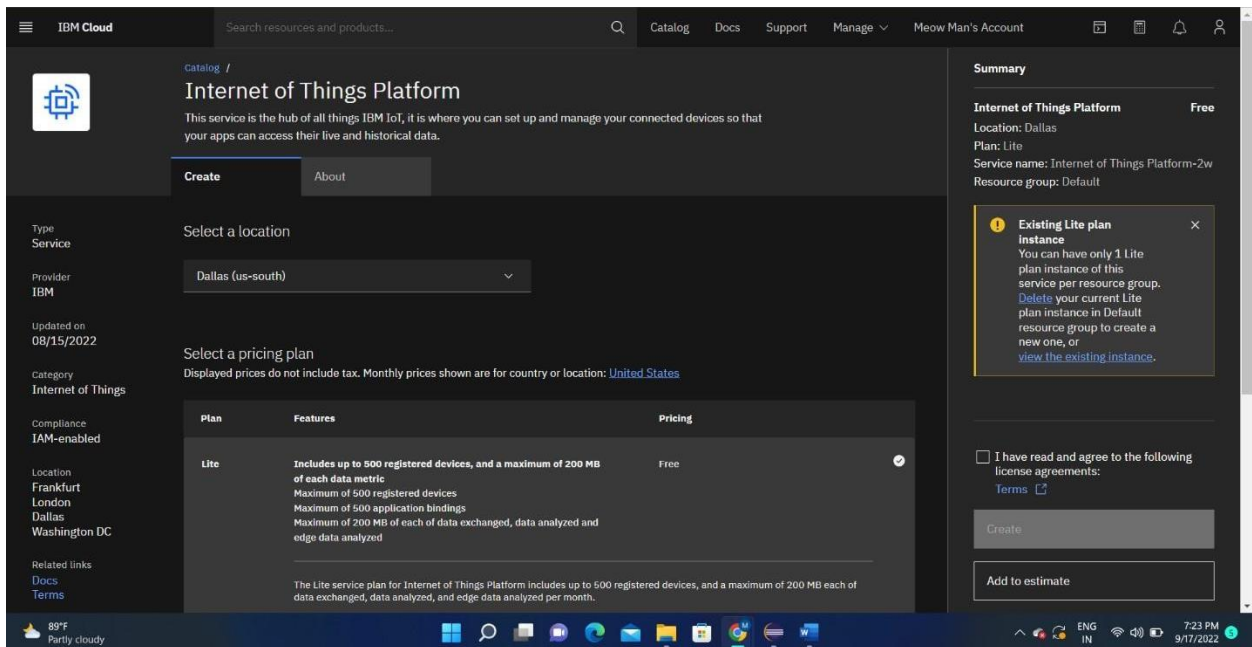 IBM Cloud
Search resources and products...
Catalog
Docs
Support
Manage
Meow Man's Account
Catalog /
Internet of Things Platform
This service is the hub of all things IBM IoT, it is where you can set up and manage your connected devices so that
your apps can access their live and historical data.
Create
About
Type
Service
Provider
IBM
Updated on
08/15/2022
Category
Internet of Things
Compliance
IAM-enabled
Location
Frankfurt
London
Dallas
Washington DC
Related links
Docs
Terms
Select a location
Dallas (us-south)
Select a pricing plan
Displayed prices do not include tax. Monthly prices shown are for country or location: United States
Plan
Features
Pricing
Lite
Includes up to 500 registered devices, and a maximum of 200 MB
of each data metric
Maximum of 500 registered devices
Maximum of 500 application bindings
Maximum of 200 MB of each of data exchanged, data analyzed and
edge data analyzed
Free
The Lite service plan for Internet of Things Platform includes up to 500 registered devices, and a maximum of 200 MB each of
data exchanged, data analyzed, and edge data analyzed per month.
Summary
Internet of Things Platform Free
Location: Dallas
Plan: Lite
Service name: Internet of Things Platform-2w
Resource group: Default
Existing Lite plan
instance
You can have only 1 Lite
plan instance of this
service per resource group.
Delete your current Lite
plan instance in Default
resource group to create a
new one, or
view the existing instance.
I have read and agree to the following
license agreements:
Terms
Create
Add to estimate
89°F
Partly cloudy
ENG
IN
7:23 PM
9/17/2022
5